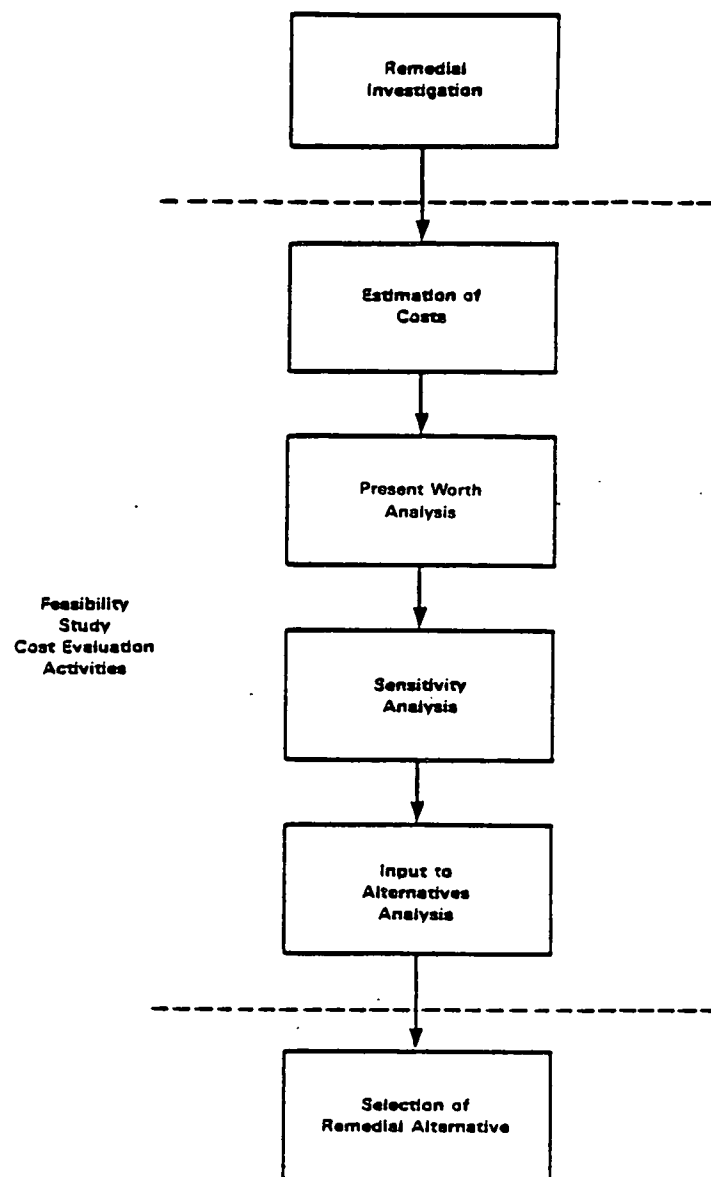 Remedial
Investigation
Estimation of
Costs
Present Worth
Analysis
Feasibility
Study
Cost Evaluation
Activities
Sensitivity
Analysis
Input to
Alternatives
Analysis
Selection of
Remedial Alternative